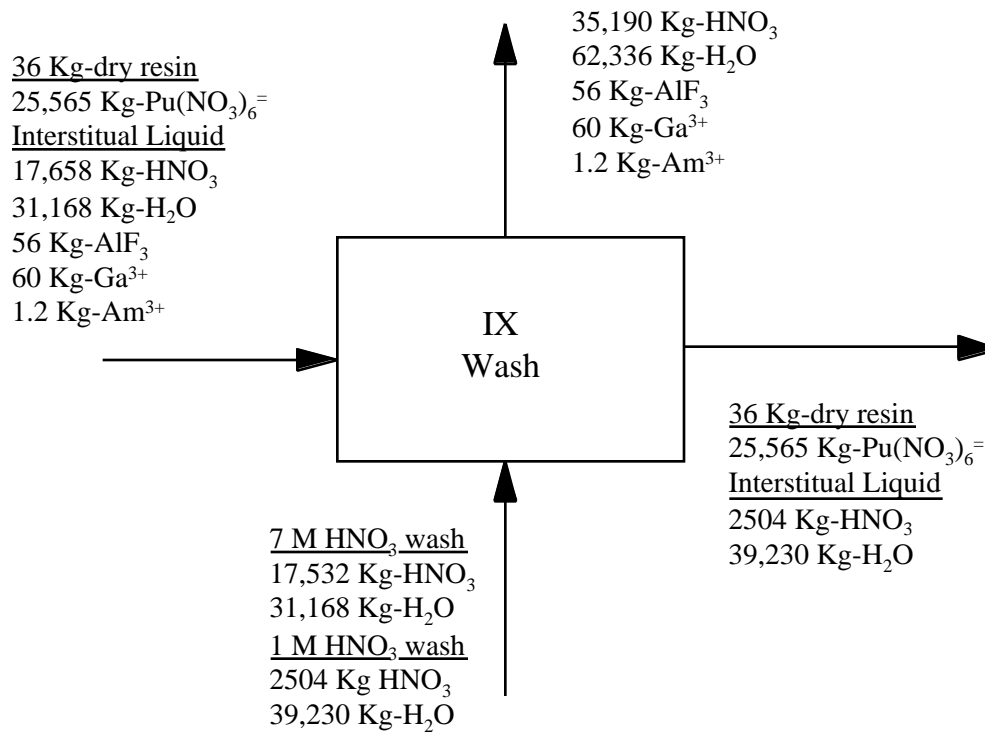 36 Kg-dry resin
25,565 Kg-Pu(NO₃)₆⁼
Interstitual Liquid
17,658 Kg-HNO₃
31,168 Kg-H₂O
56 Kg-AlF₃
60 Kg-Ga³⁺
1.2 Kg-Am³⁺
35,190 Kg-HNO₃
62,336 Kg-H₂O
56 Kg-AlF₃
60 Kg-Ga³⁺
1.2 Kg-Am³⁺
IX
Wash
36 Kg-dry resin
25,565 Kg-Pu(NO₃)₆⁼
Interstitual Liquid
2504 Kg-HNO₃
39,230 Kg-H₂O
7 M HNO₃ wash
17,532 Kg-HNO₃
31,168 Kg-H₂O
1 M HNO₃ wash
2504 Kg HNO₃
39,230 Kg-H₂O